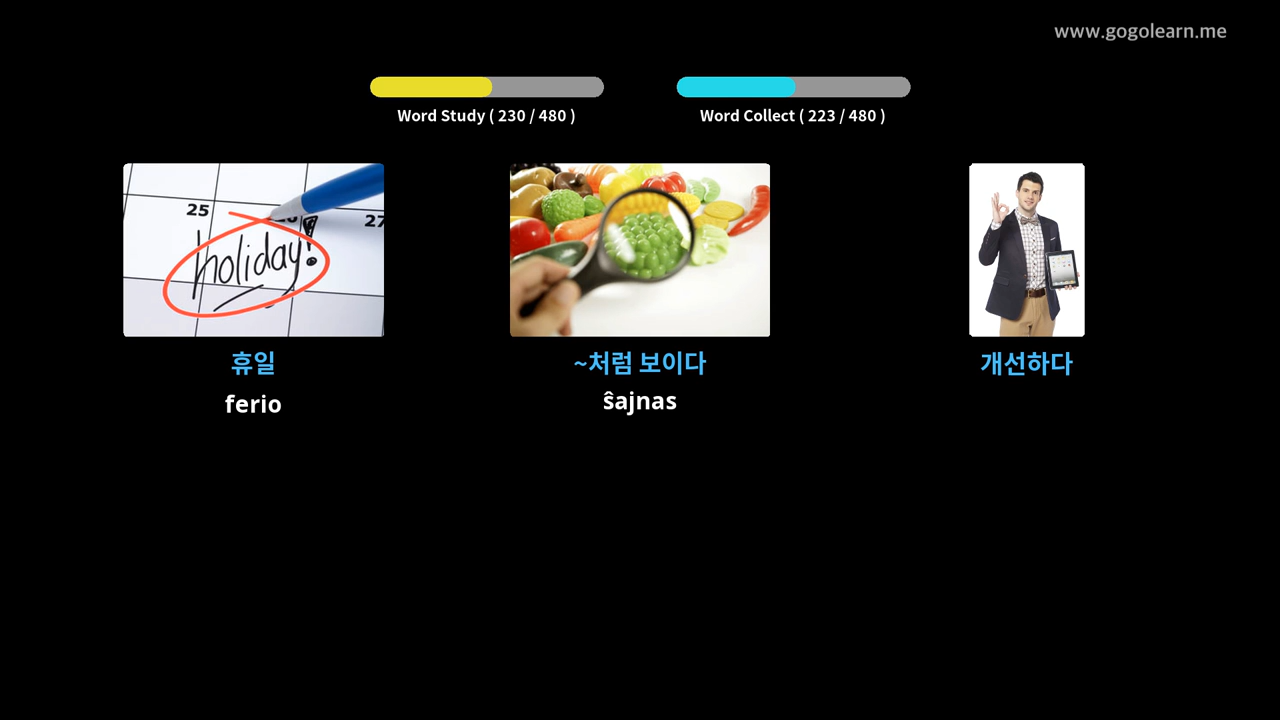 www.gogolearn.me
Word Study ( 230 / 480 )
Word Collect ( 223 / 480 )
25
27
holiday!
휴일
~처럼 보이다
개선하다
ferio
ŝajnas